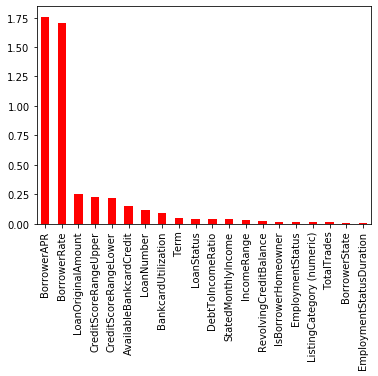 1.75
1.50
1.25
1.00
0.75
0.50
0.25
0.00
BorrowerAPR
BorrowerRate
LoanOriginalAmount
CreditScoreRangeUpper
CreditScoreRangeLower
AvailableBankcardCredit
LoanNumber
BankcardUtilization
Term
LoanStatus
DebtToIncomeRatio
StatedMonthlyIncome
IncomeRange
RevolvingCreditBalance
IsBorrowerHomeowner
EmploymentStatus
ListingCategory (numeric)
TotalTrades
BorrowerState
EmploymentStatusDuration